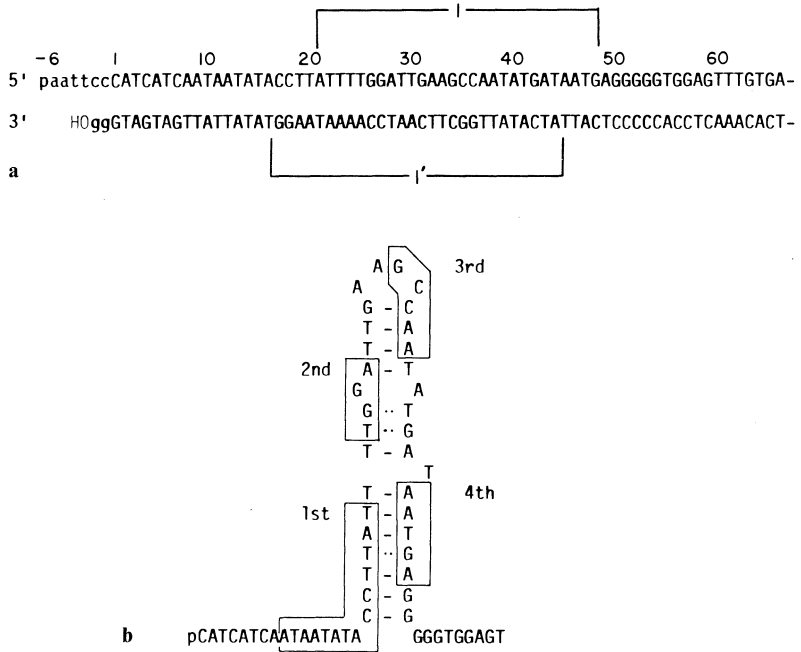 I
-6 1 10 20 30 40 50 60
5' paattccCATCATCAATAATATACCTTATTTTGGATTGAAGCCAATATGATAATGAGGGGGTGGAGTTTGTGA-
3' HOggGTAGTAGTTATTATATGGAATAAAACCTAACTTCGGTTATACTATTACTCCCCCACCTCAAACACT-
a
I'
A G 3rd
A C
G - C
T - A
T - A
2nd A - T
G A
G ·· T
T ·· G
T - A
T
T - A 4th
1st T - A
A - T
T ·· G
T - A
C - G
C - G
b pCATCATCAATAATATA GGGTGGAGT